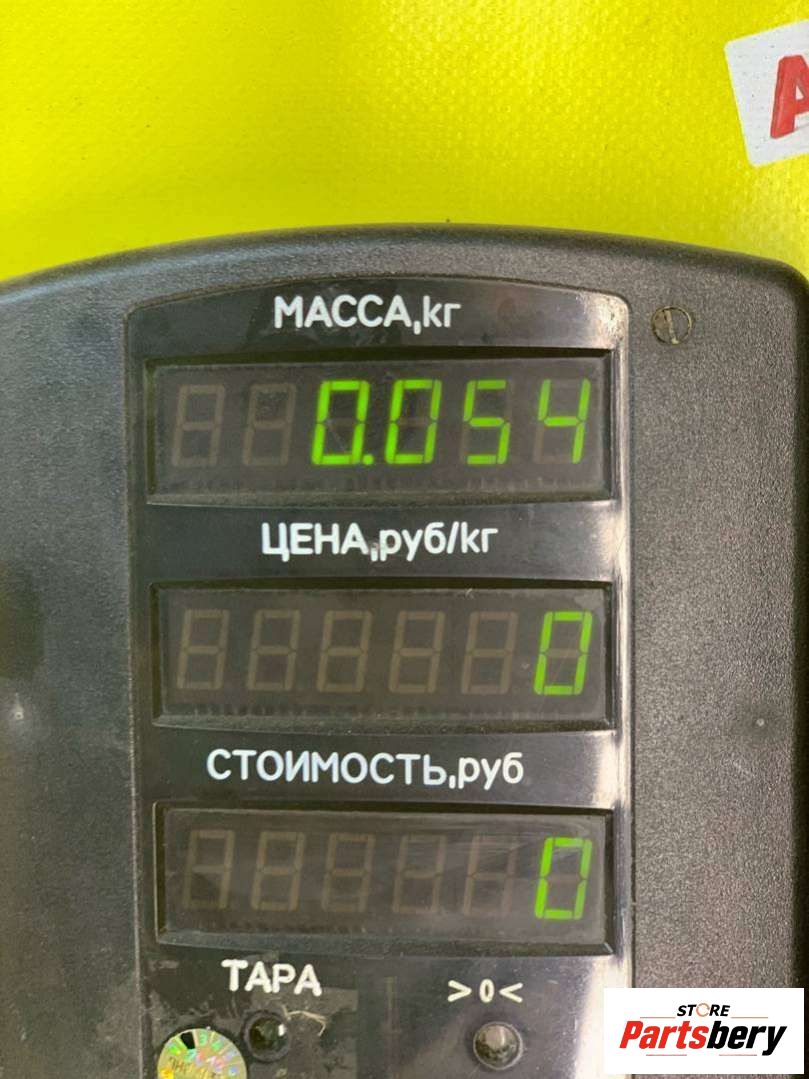 А
МАССА,кг
0.054
ЦЕНА,руб/кг
0
СТОИМОСТЬ,руб
0
ТАРА >0<
STORE
Partsbery